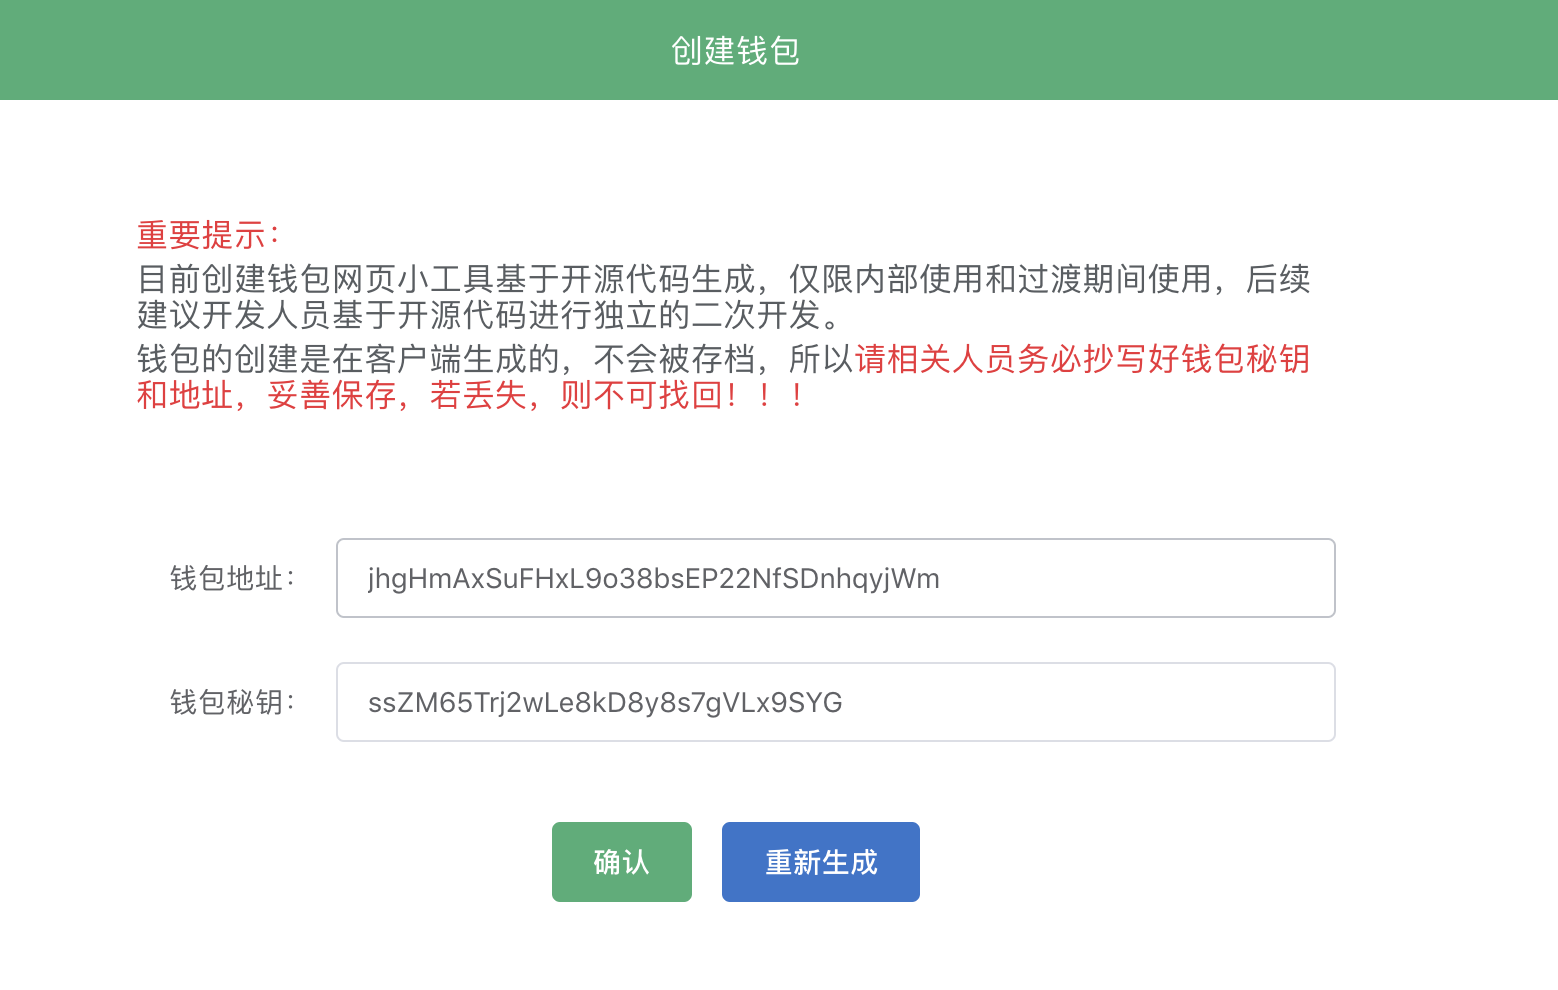 创建钱包
重要提示：
目前创建钱包网页小工具基于开源代码生成，仅限内部使用和过渡期间使用，后续
建议开发人员基于开源代码进行独立的二次开发。
钱包的创建是在客户端生成的，不会被存档，所以请相关人员务必抄写好钱包秘钥
和地址，妥善保存，若丢失，则不可找回！！！
钱包地址： jhgHmAxSuFHxL9o38bsEP22NfSDnhqyjWm
钱包秘钥： ssZM65Trj2wLe8kD8y8s7gVLx9SYG
确认 重新生成